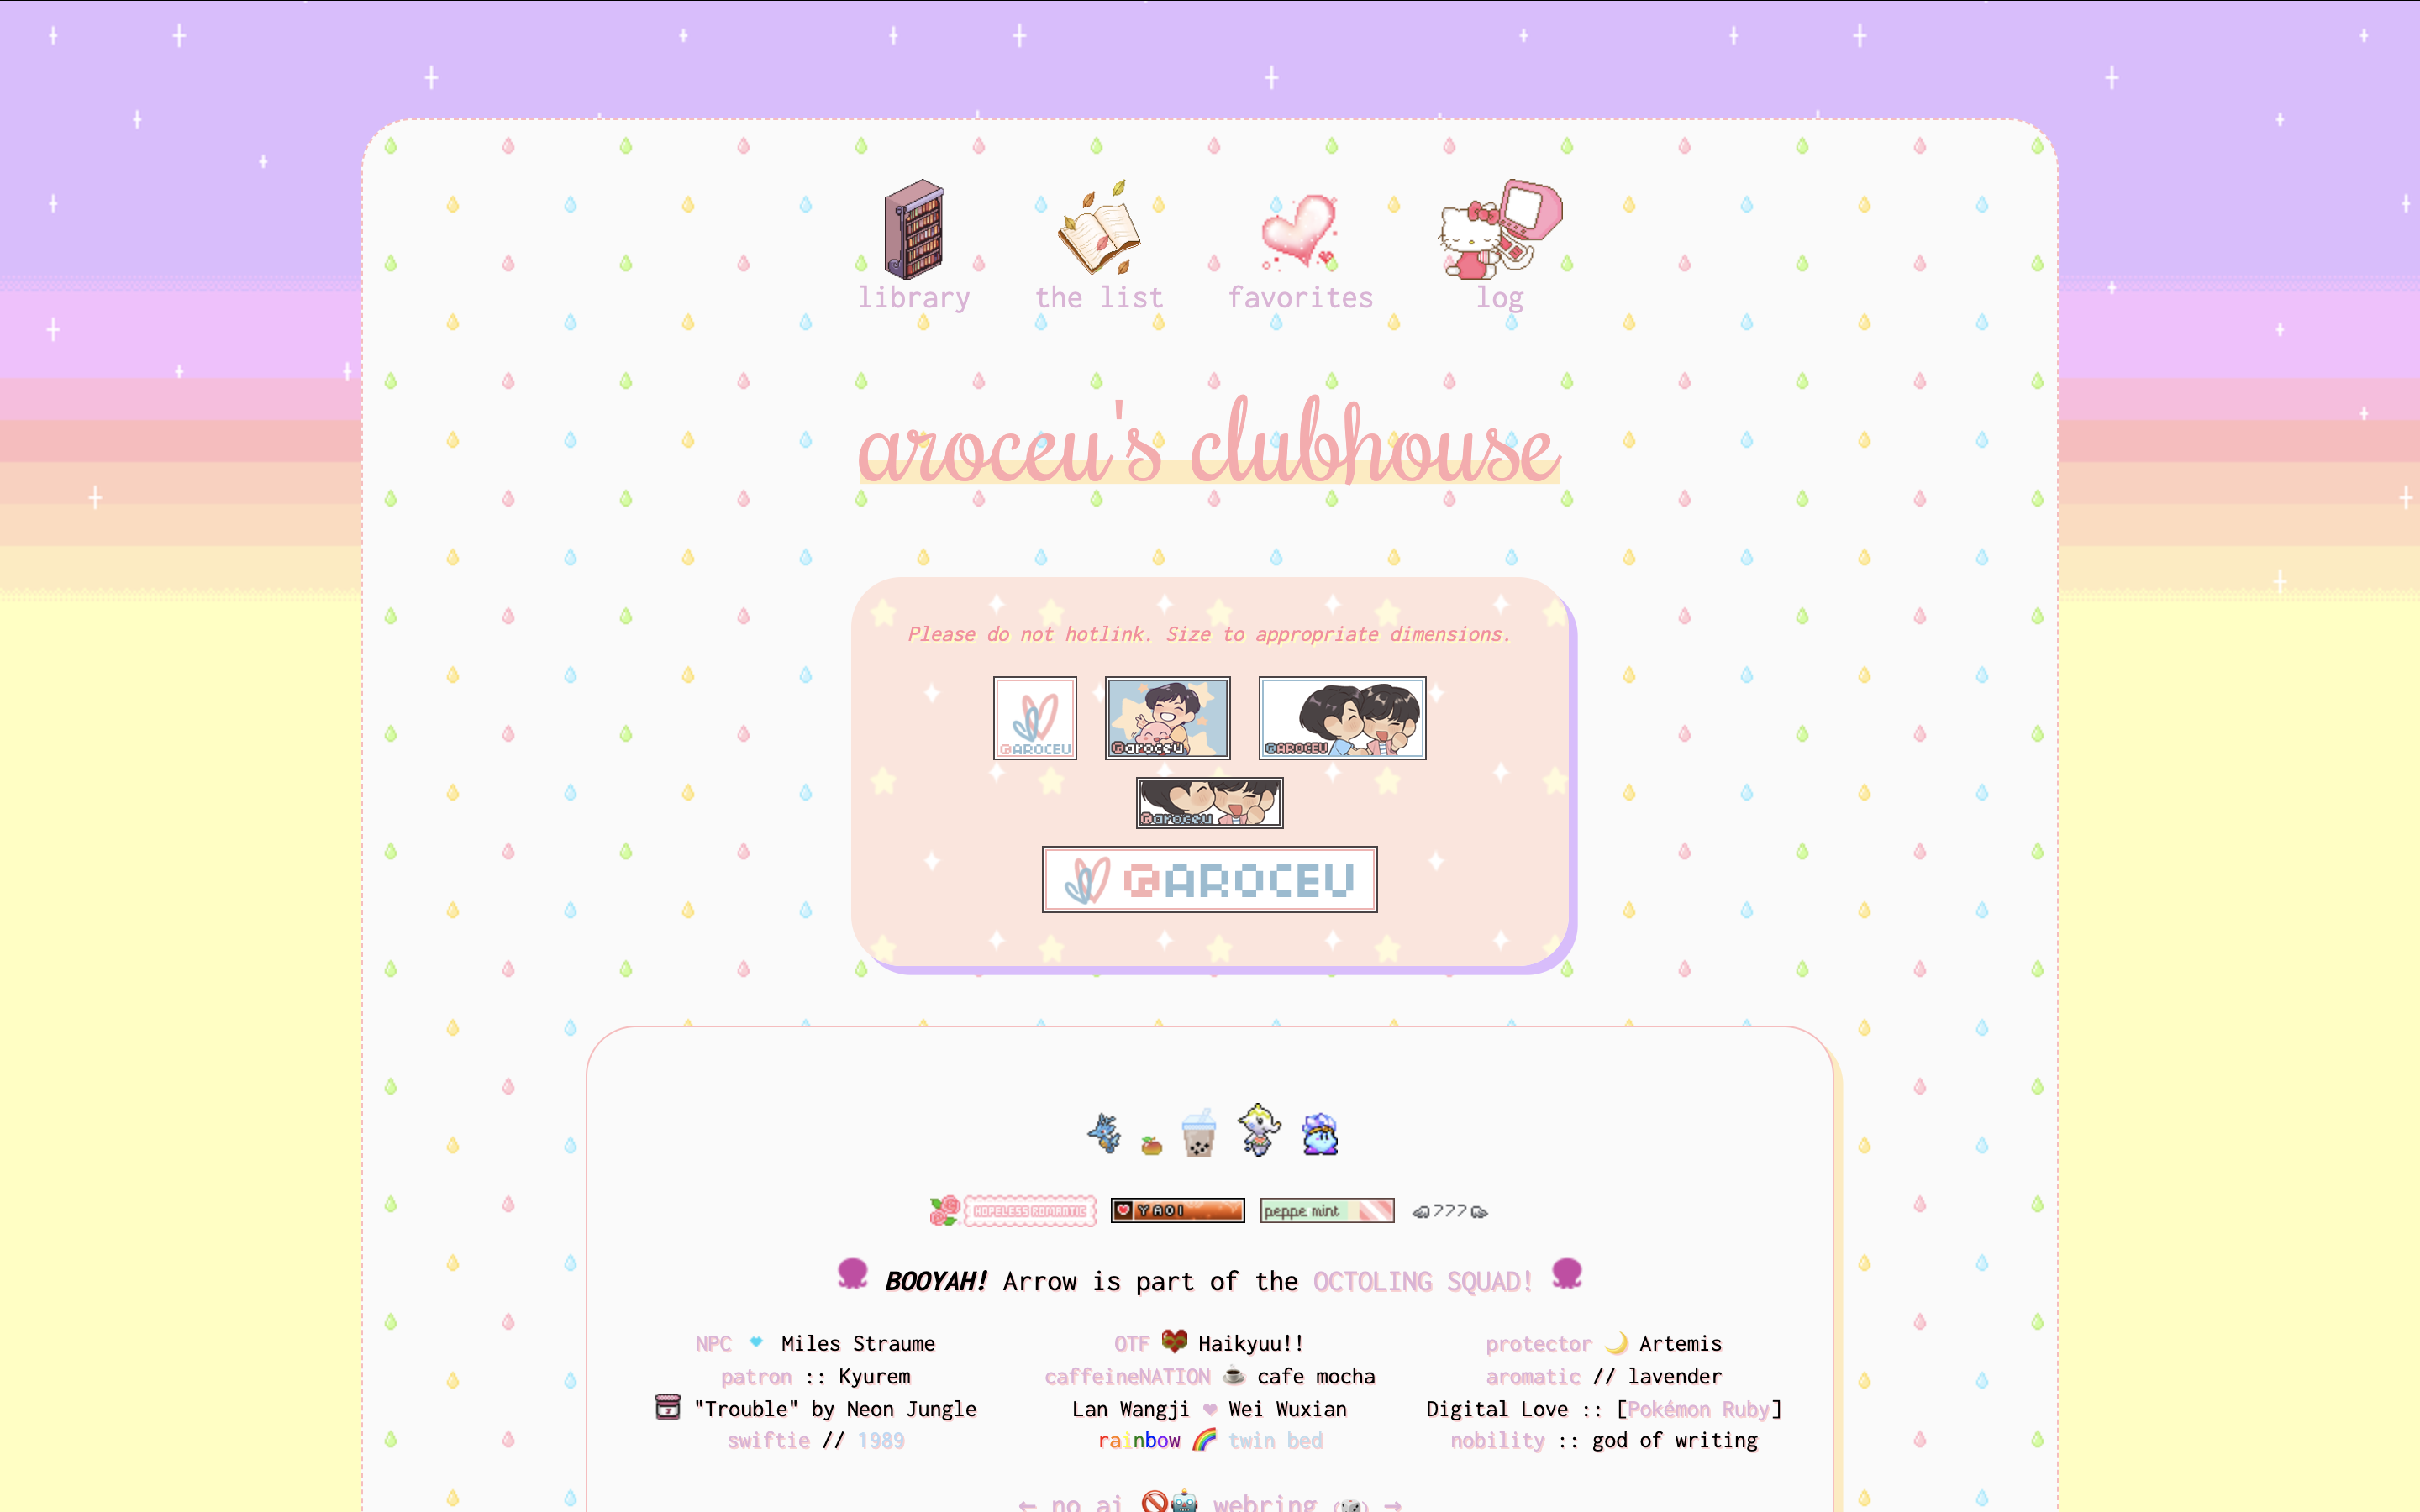 library the list favorites log
aroceu's clubhouse
Please do not hotlink. Size to appropriate dimensions.
@AROCEU @aroceu @AROCEU
@aroceu
@AROCEU
HOPELESS ROMANTIC YAOI peppe mint 777
BOOYAH! Arrow is part of the OCTOLING SQUAD!
NPC Miles Straume
patron :: Kyurem
"Trouble" by Neon Jungle
swiftie // 1989
OTF Haikyuu!!
caffeineNATION ☕ cafe mocha
Lan Wangji ❤ Wei Wuxian
rainbow 🌈 twin bed
protector 🌙 Artemis
aromatic // lavender
Digital Love :: [Pokémon Ruby]
nobility :: god of writing
← no ai 🚫🤖 webring (🎲) →